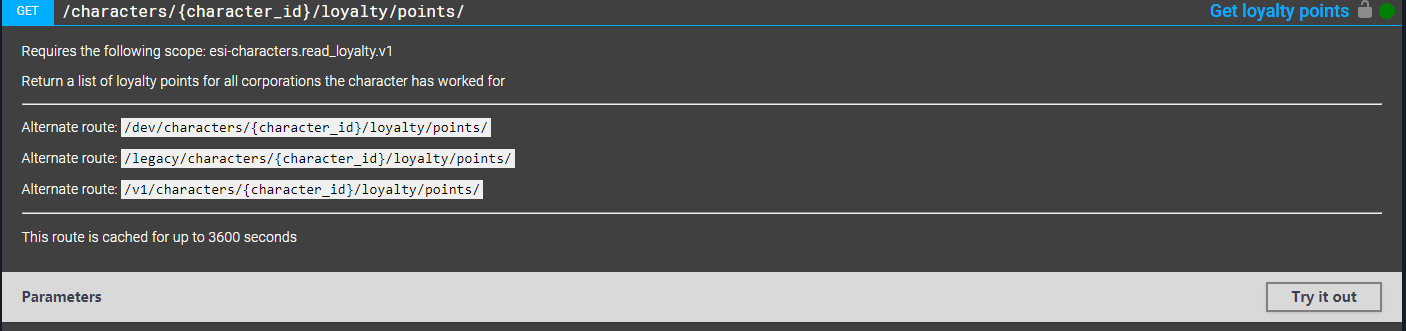 GET /characters/{character_id}/loyalty/points/ Get loyalty points
Requires the following scope: esi-characters.read_loyalty.v1
Return a list of loyalty points for all corporations the character has worked for
Alternate route: /dev/characters/{character_id}/loyalty/points/
Alternate route: /legacy/characters/{character_id}/loyalty/points/
Alternate route: /v1/characters/{character_id}/loyalty/points/
This route is cached for up to 3600 seconds
Parameters Try it out